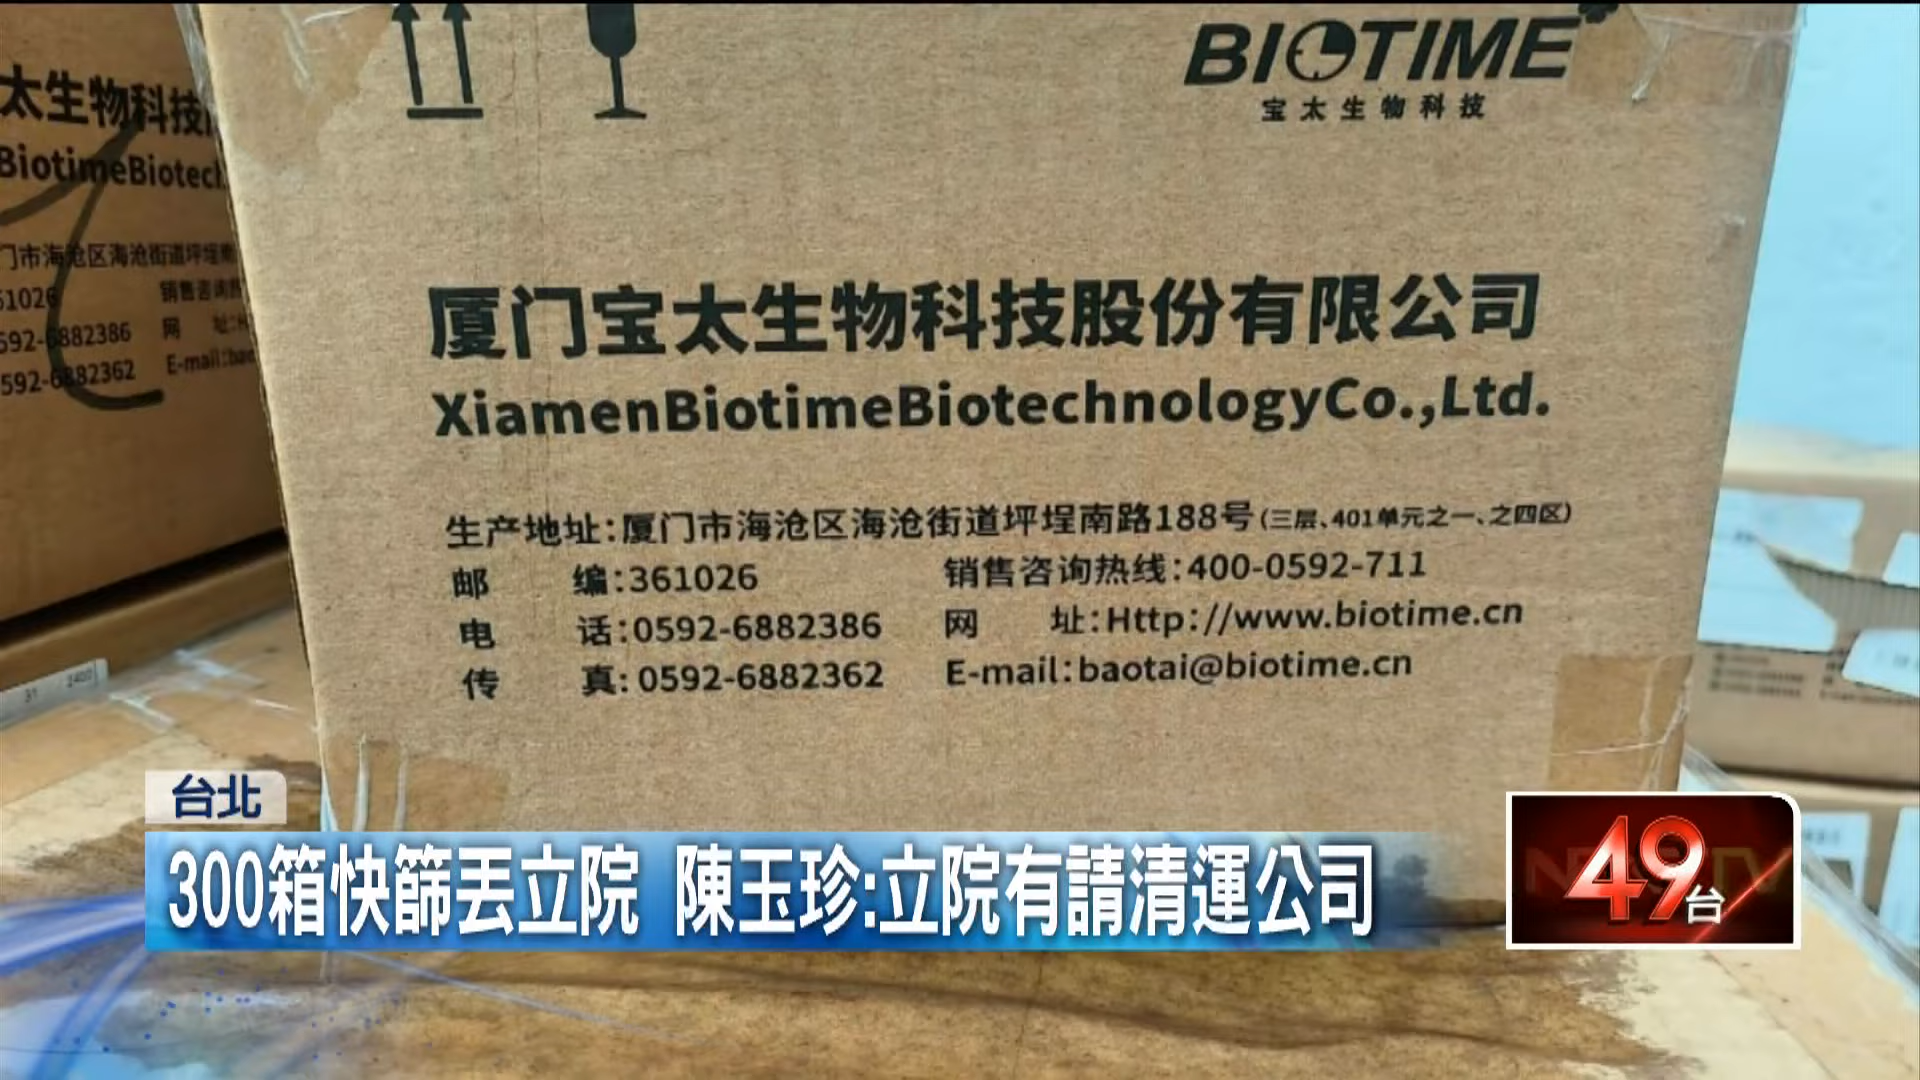 BIOTIME
宝太生物科技
太生物科技
BiotimeBiotech
门市海沧区海沧街道坪埕南
61026
销售咨询热
592-6882386
网 址:H
592-6882362
E-mail:bao
厦门宝太生物科技股份有限公司
XiamenBiotimeBiotechnologyCo.,Ltd.
生产地址:厦门市海沧区海沧街道坪埕南路188号(三层、401单元之一、之四区)
邮 编:361026 销售咨询热线:400-0592-711
电 话:0592-6882386 网 址:Http://www.biotime.cn
传 真:0592-6882362 E-mail:baotai@biotime.cn
台北
300箱快篩丟立院 陳玉珍:立院有請清運公司
49台